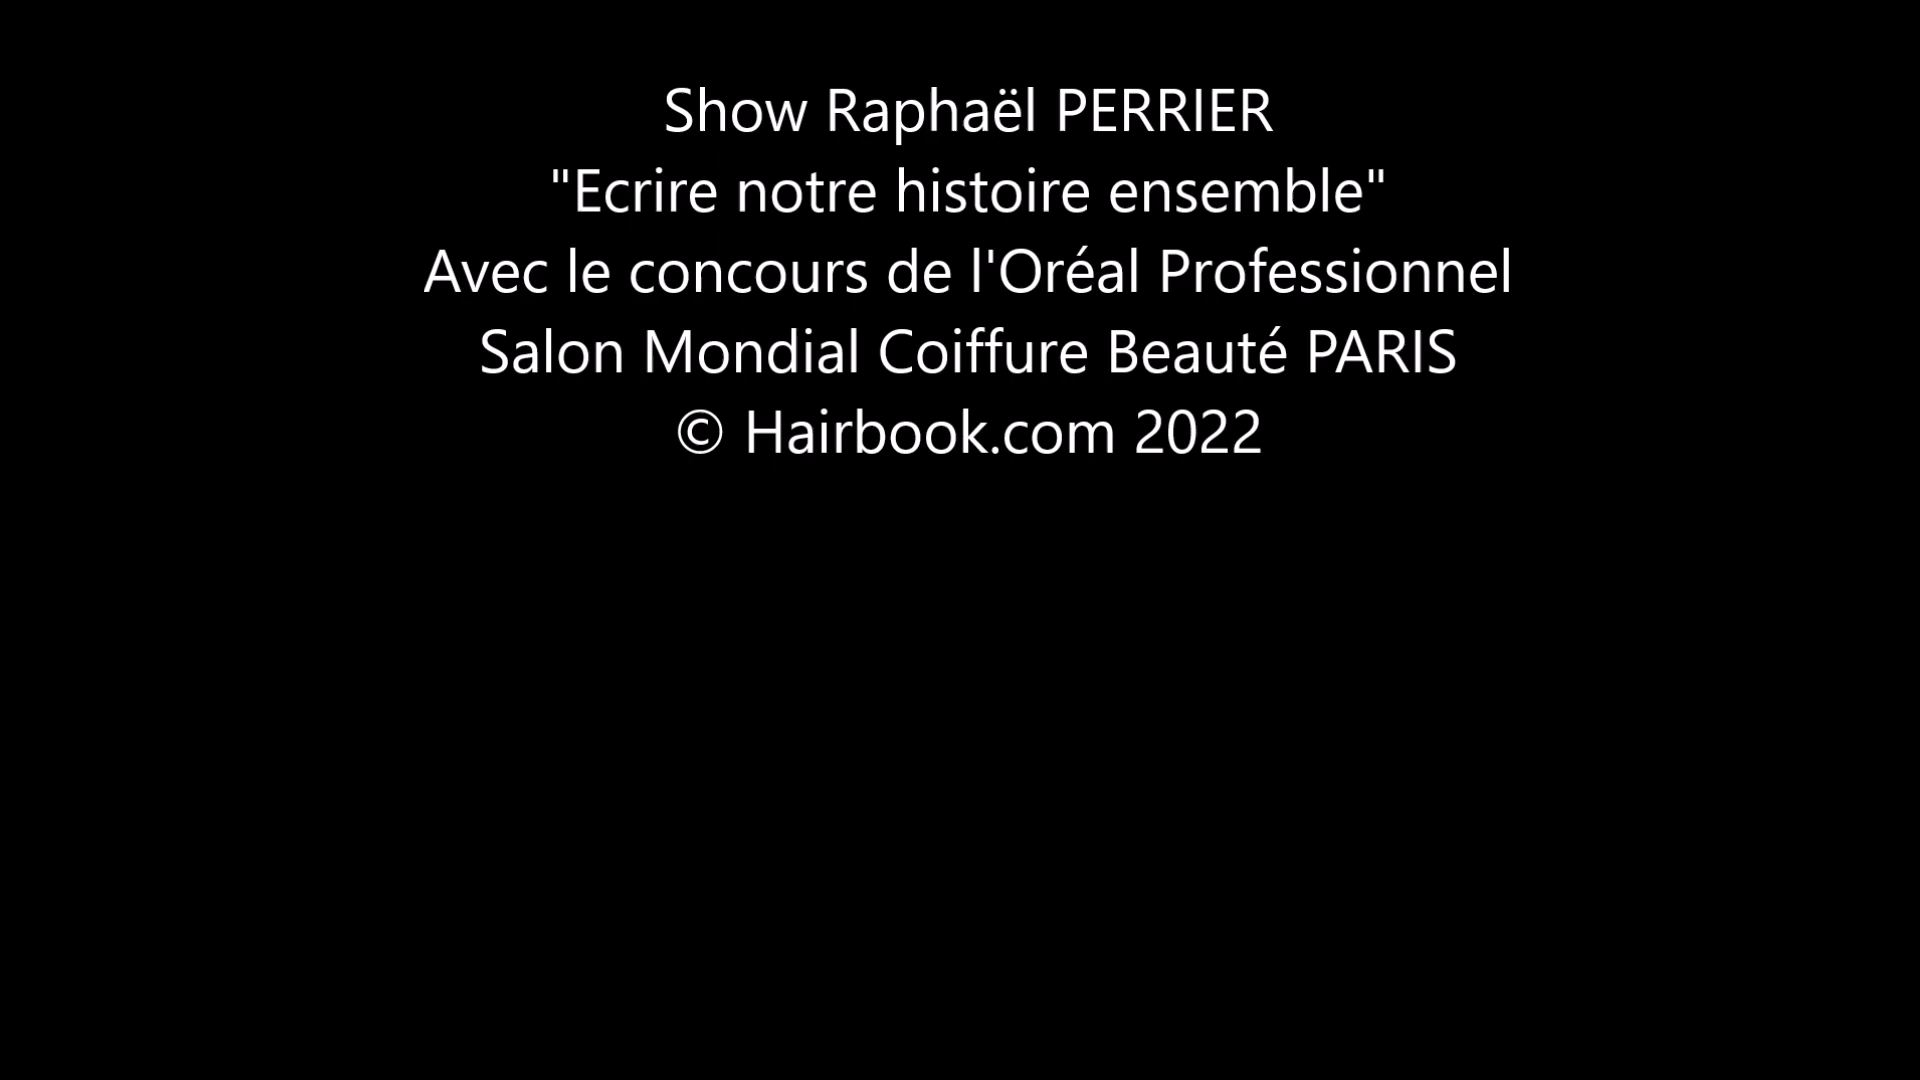 Show Raphaël PERRIER
"Ecrire notre histoire ensemble"
Avec le concours de l'Oréal Professionnel
Salon Mondial Coiffure Beauté PARIS
© Hairbook.com 2022